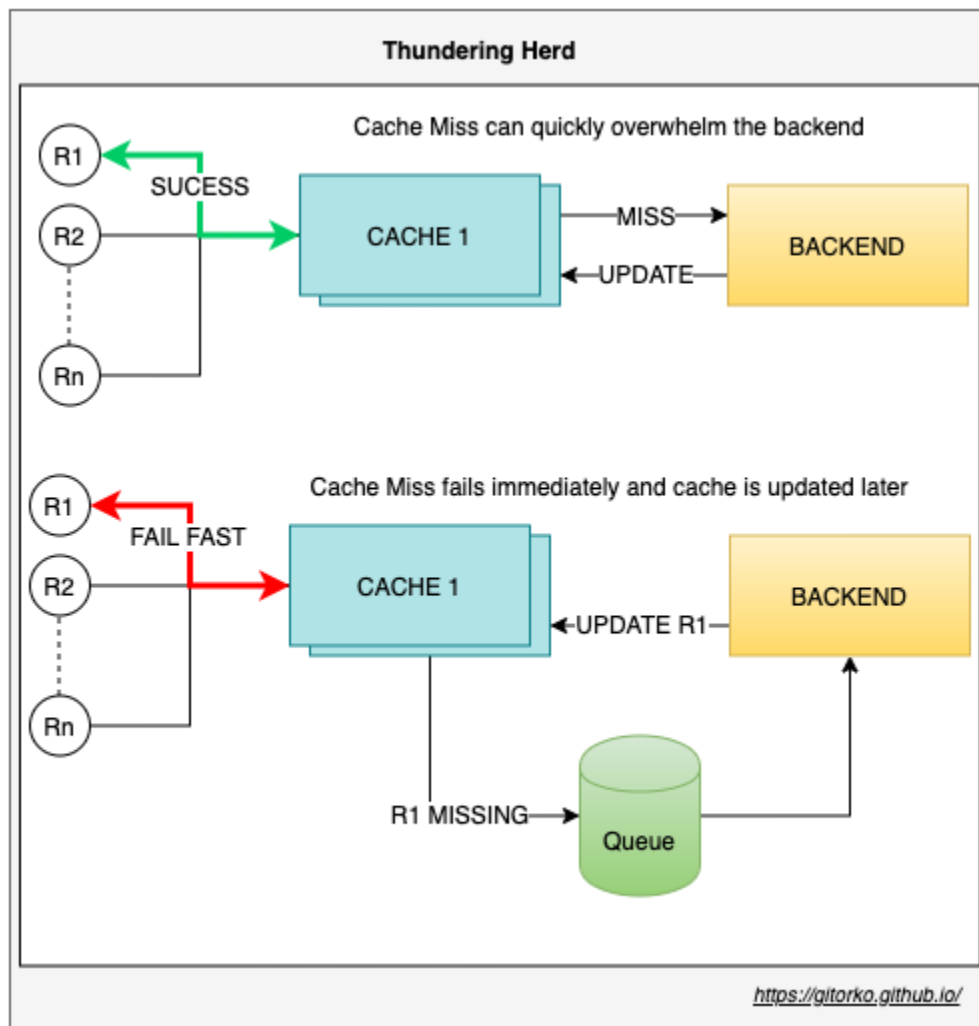 Thundering Herd
Cache Miss can quickly overwhelm the backend
R1
SUCESS
R2
CACHE 1
MISS
BACKEND
UPDATE
Rn
Cache Miss fails immediately and cache is updated later
R1
FAIL FAST
R2
CACHE 1
BACKEND
UPDATE R1
Rn
R1 MISSING
Queue
https://gitorko.github.io/